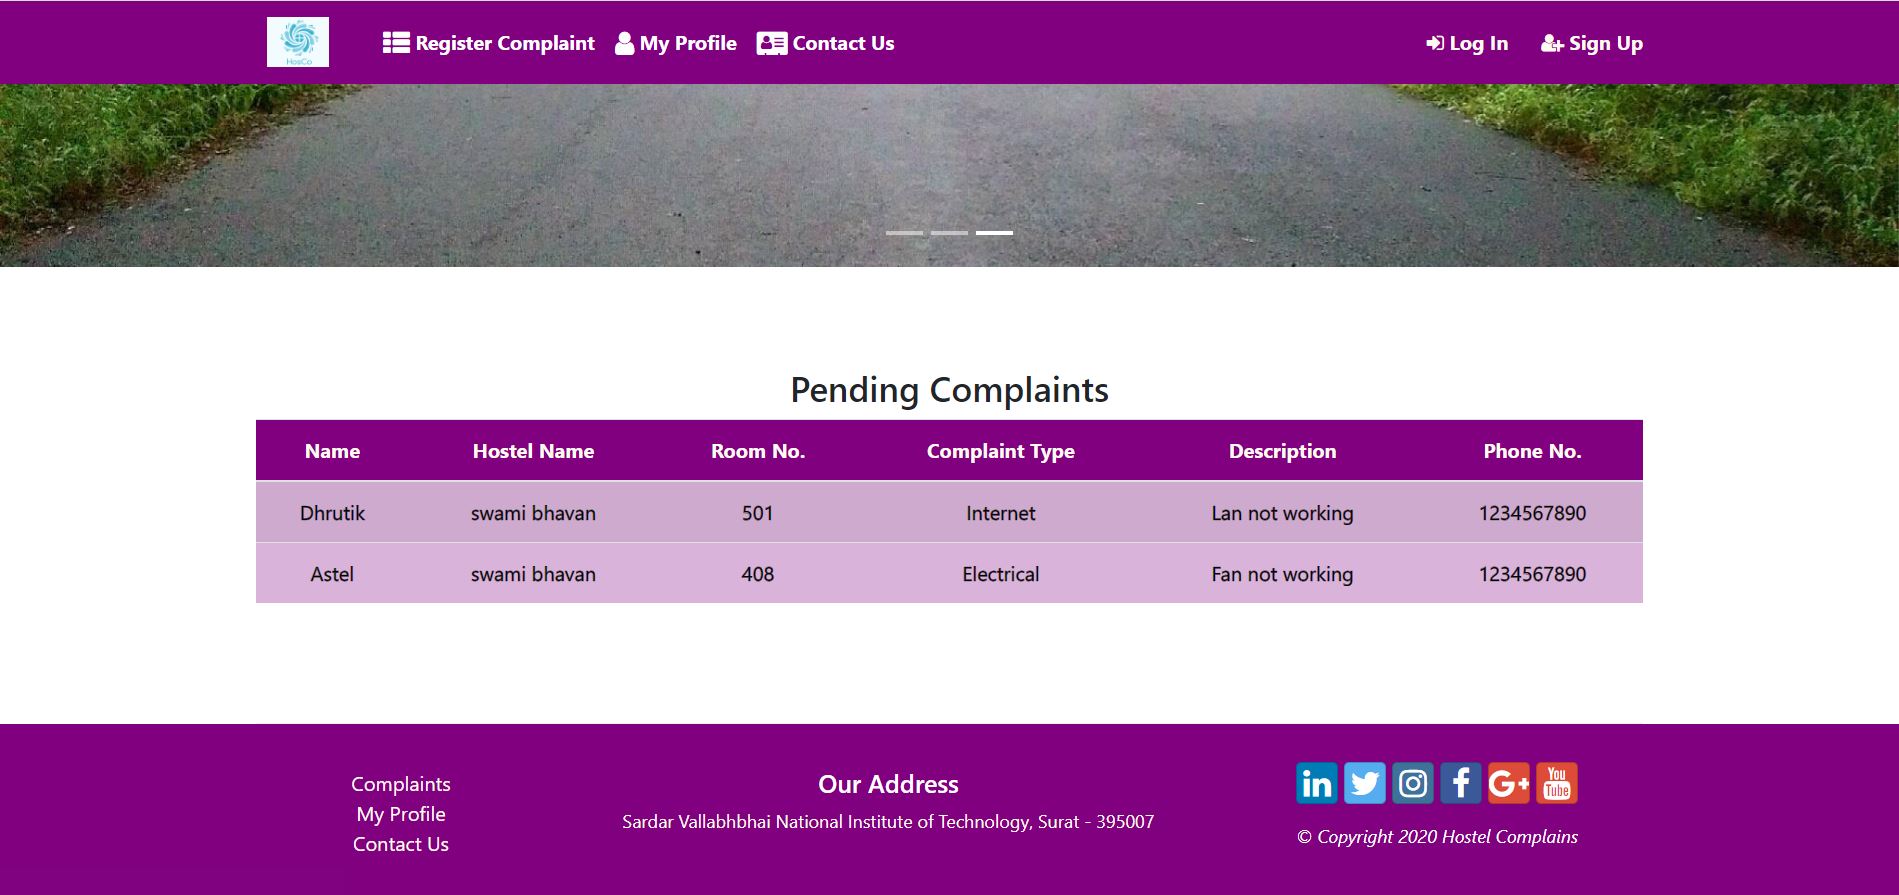 HosCo
Register Complaint My Profile Contact Us Log In Sign Up
Pending Complaints
Name Hostel Name Room No. Complaint Type Description Phone No.
Dhrutik swami bhavan 501 Internet Lan not working 1234567890
Astel swami bhavan 408 Electrical Fan not working 1234567890
Complaints
My Profile
Contact Us
Our Address
Sardar Vallabhbhai National Institute of Technology, Surat - 395007
in f G+ You Tube
© Copyright 2020 Hostel Complains